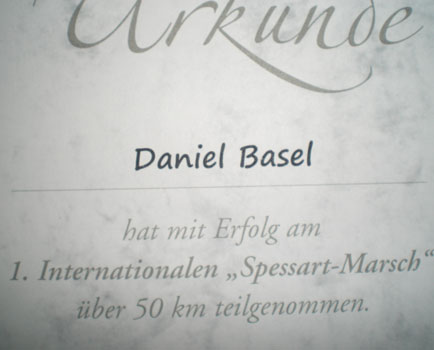 Urkunde
Daniel Basel
hat mit Erfolg am
1. Internationalen „Spessart-Marsch“
über 50 km teilgenommen.